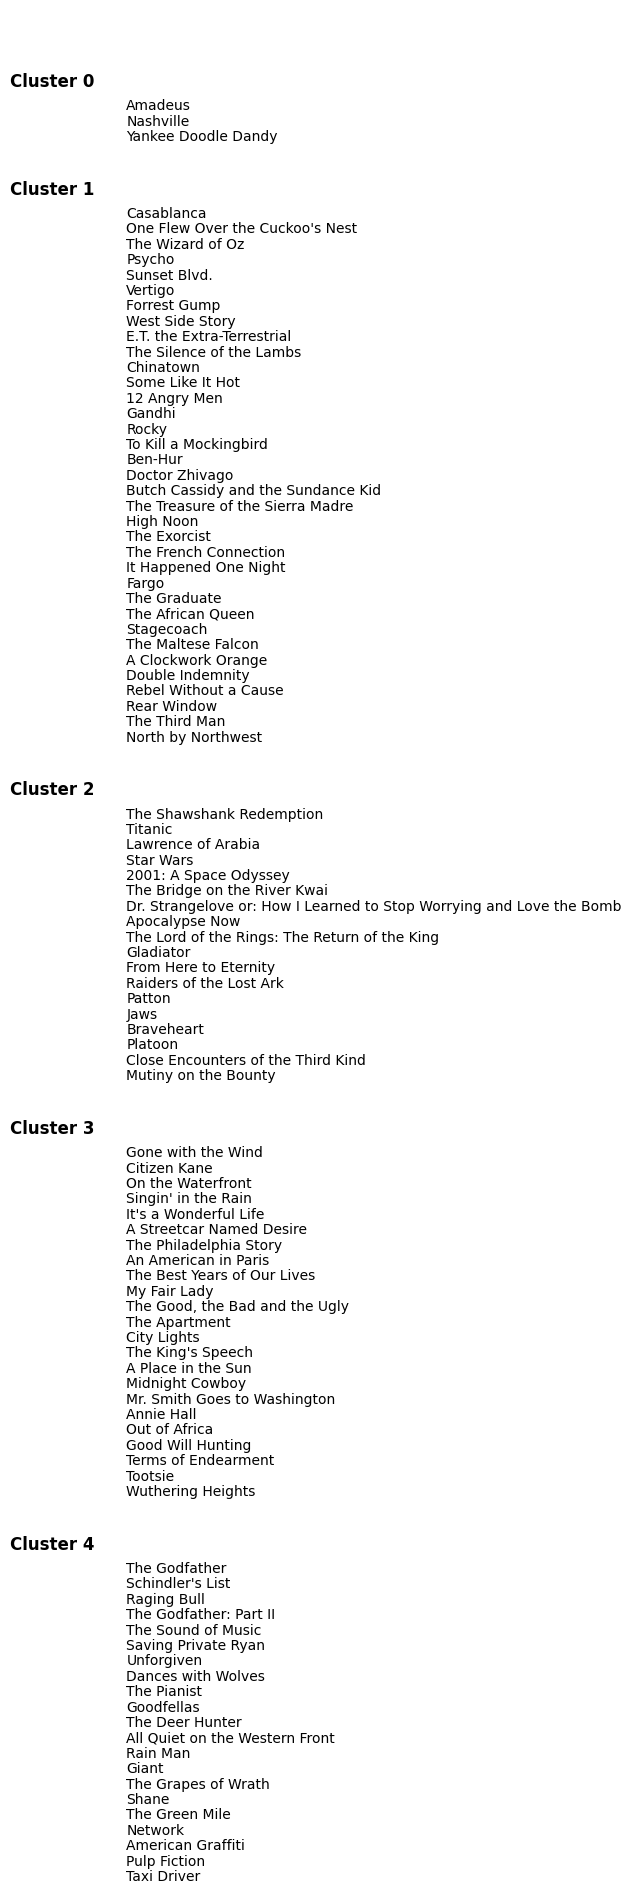 Cluster 0
Amadeus
Nashville
Yankee Doodle Dandy
Cluster 1
Casablanca
One Flew Over the Cuckoo's Nest
The Wizard of Oz
Psycho
Sunset Blvd.
Vertigo
Forrest Gump
West Side Story
E.T. the Extra-Terrestrial
The Silence of the Lambs
Chinatown
Some Like It Hot
12 Angry Men
Gandhi
Rocky
To Kill a Mockingbird
Ben-Hur
Doctor Zhivago
Butch Cassidy and the Sundance Kid
The Treasure of the Sierra Madre
High Noon
The Exorcist
The French Connection
It Happened One Night
Fargo
The Graduate
The African Queen
Stagecoach
The Maltese Falcon
A Clockwork Orange
Double Indemnity
Rebel Without a Cause
Rear Window
The Third Man
North by Northwest
Cluster 2
The Shawshank Redemption
Titanic
Lawrence of Arabia
Star Wars
2001: A Space Odyssey
The Bridge on the River Kwai
Dr. Strangelove or: How I Learned to Stop Worrying and Love the Bomb
Apocalypse Now
The Lord of the Rings: The Return of the King
Gladiator
From Here to Eternity
Raiders of the Lost Ark
Patton
Jaws
Braveheart
Platoon
Close Encounters of the Third Kind
Mutiny on the Bounty
Cluster 3
Gone with the Wind
Citizen Kane
On the Waterfront
Singin' in the Rain
It's a Wonderful Life
A Streetcar Named Desire
The Philadelphia Story
An American in Paris
The Best Years of Our Lives
My Fair Lady
The Good, the Bad and the Ugly
The Apartment
City Lights
The King's Speech
A Place in the Sun
Midnight Cowboy
Mr. Smith Goes to Washington
Annie Hall
Out of Africa
Good Will Hunting
Terms of Endearment
Tootsie
Wuthering Heights
Cluster 4
The Godfather
Schindler's List
Raging Bull
The Godfather: Part II
The Sound of Music
Saving Private Ryan
Unforgiven
Dances with Wolves
The Pianist
Goodfellas
The Deer Hunter
All Quiet on the Western Front
Rain Man
Giant
The Grapes of Wrath
Shane
The Green Mile
Network
American Graffiti
Pulp Fiction
Taxi Driver